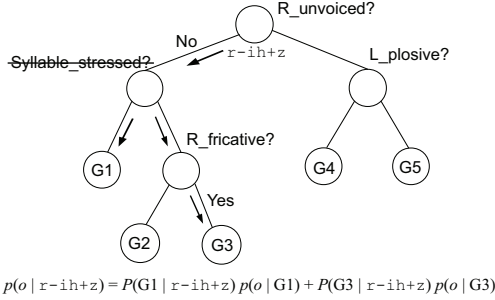 R_unvoiced?
No
r-ih+z
Syllable_stressed?
L_plosive?
R_fricative?
G1
G4
G5
Yes
G2
G3
p(o | r-ih+z) = P(G1 | r-ih+z) p(o | G1) + P(G3 | r-ih+z) p(o | G3)